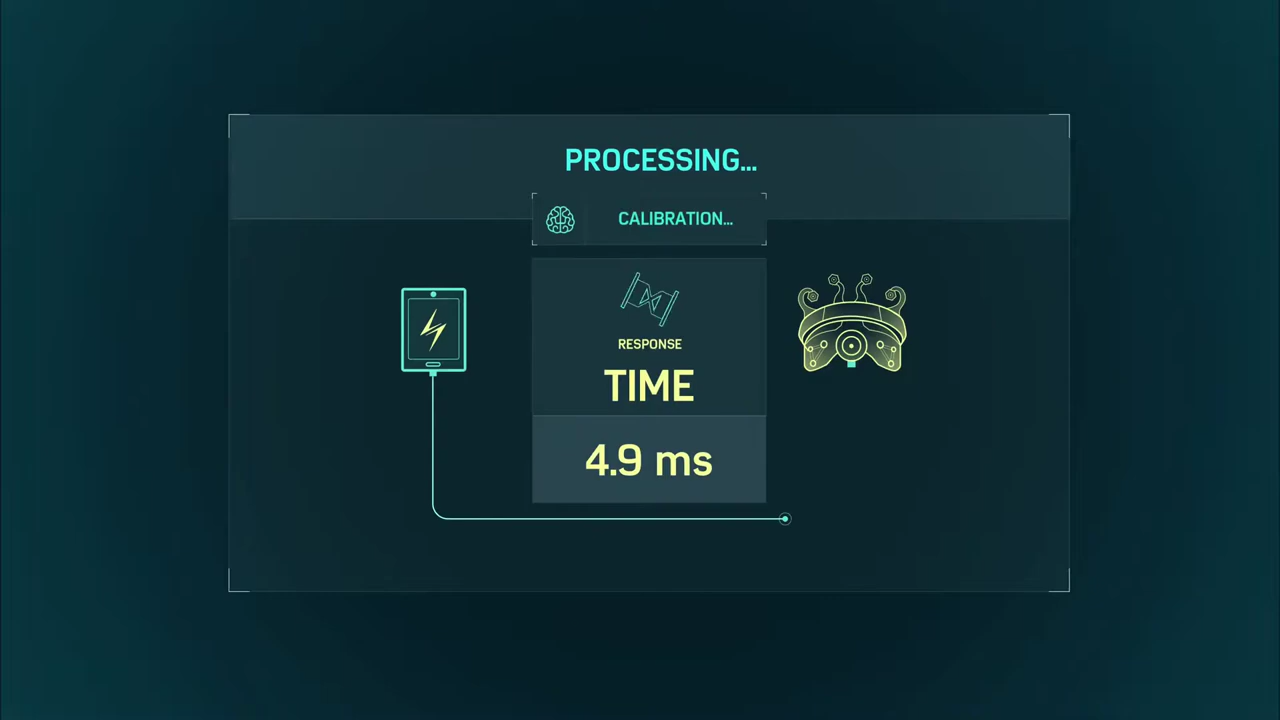 PROCESSING...
CALIBRATION...
RESPONSE
TIME
4.9 ms